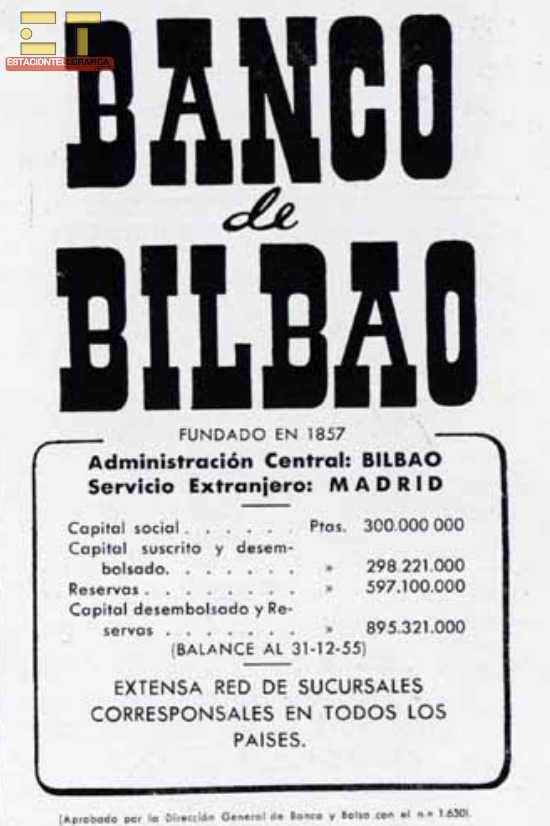 ET
ESTACIONTELEGRAFICA
BANCO
de
BILBAO
FUNDADO EN 1857
Administración Central: BILBAO
Servicio Extranjero: MADRID
Capital social . . . . . . Ptas. 300.000 000
Capital suscrito y desem-
bolsado. . . . . . . » 298.221.000
Reservas . . . . . . . . » 597.100.000
Capital desembolsado y Re-
servas . . . . . . . » 895.321.000
(BALANCE AL 31-12-55)
EXTENSA RED DE SUCURSALES
CORRESPONSALES EN TODOS LOS
PAISES.
(Aprobado por la Dirección General de Banca y Bolsa con el n.º 1.630).